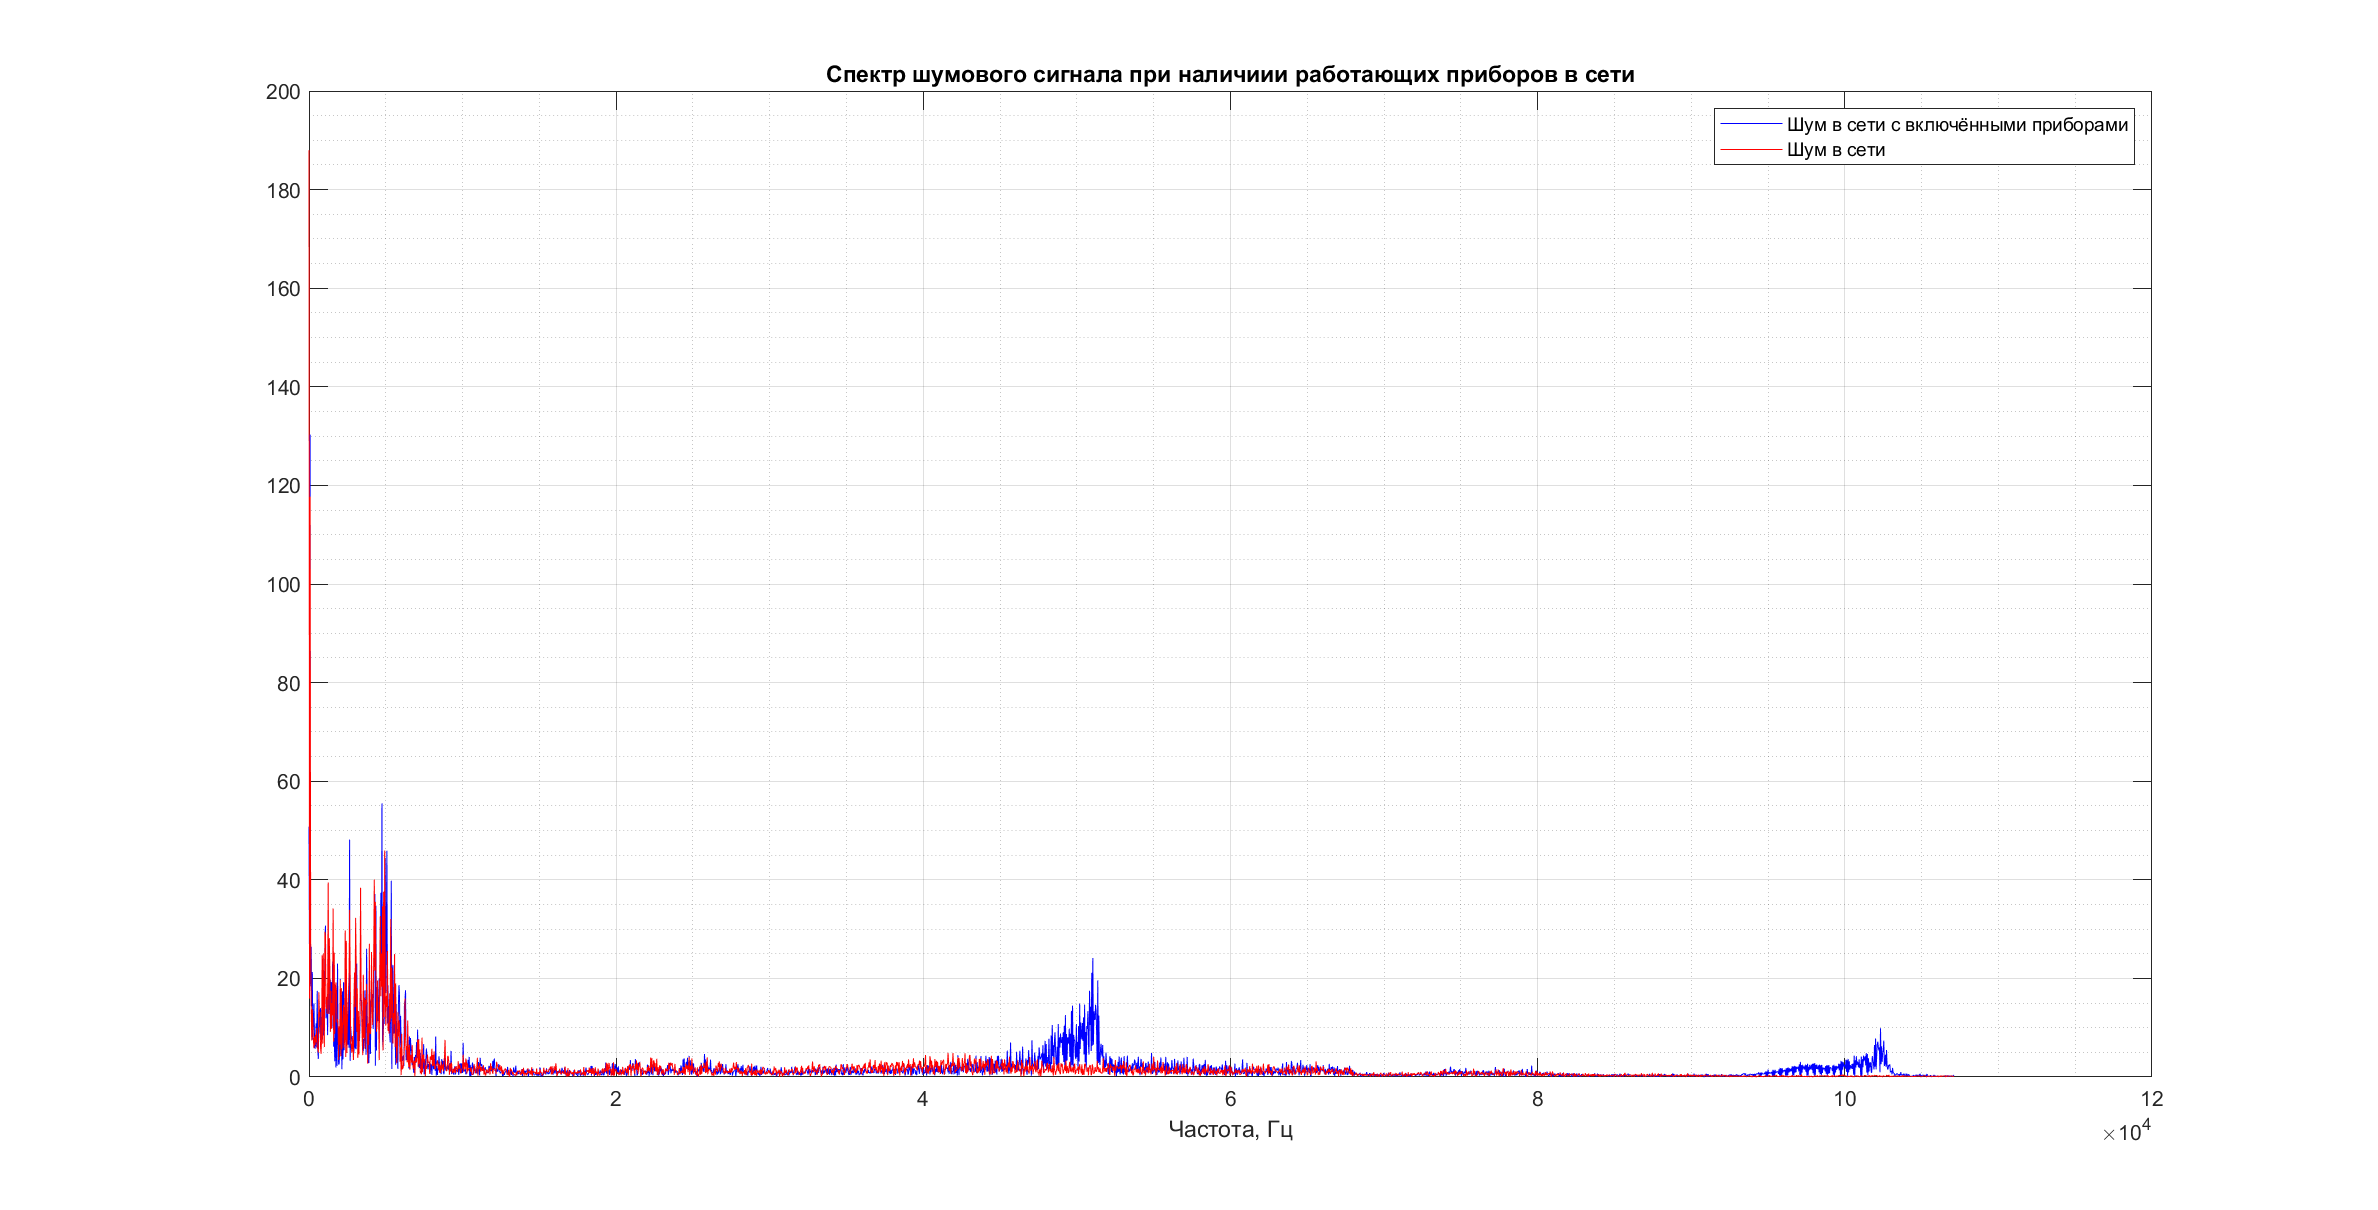 Спектр шумового сигнала при наличиии работающих приборов в сети
Шум в сети с включёнными приборами
Шум в сети
200
180
160
140
120
100
80
60
40
20
0
0 2 4 6 8 10 12
×10⁴
Частота, Гц